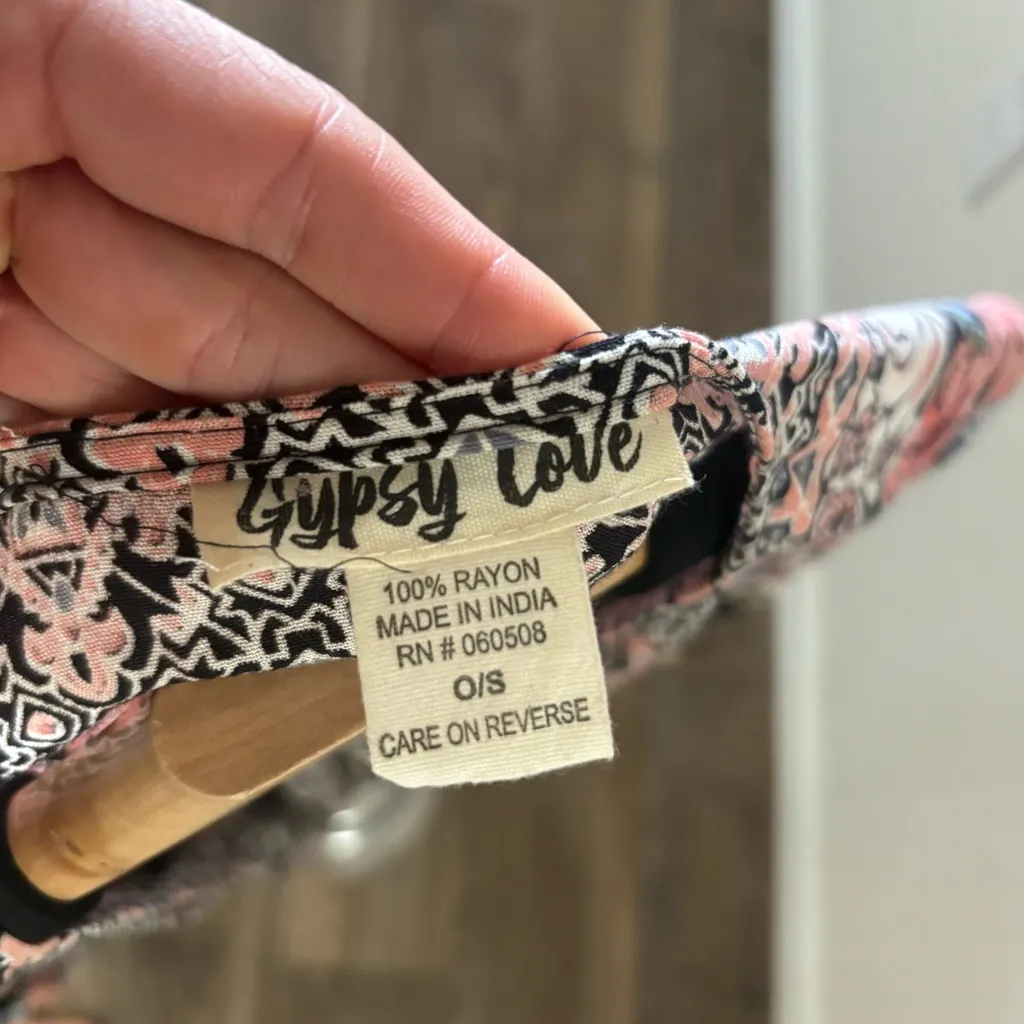 Gypsy Love
100% RAYON
MADE IN INDIA
RN # 060508
O/S
CARE ON REVERSE